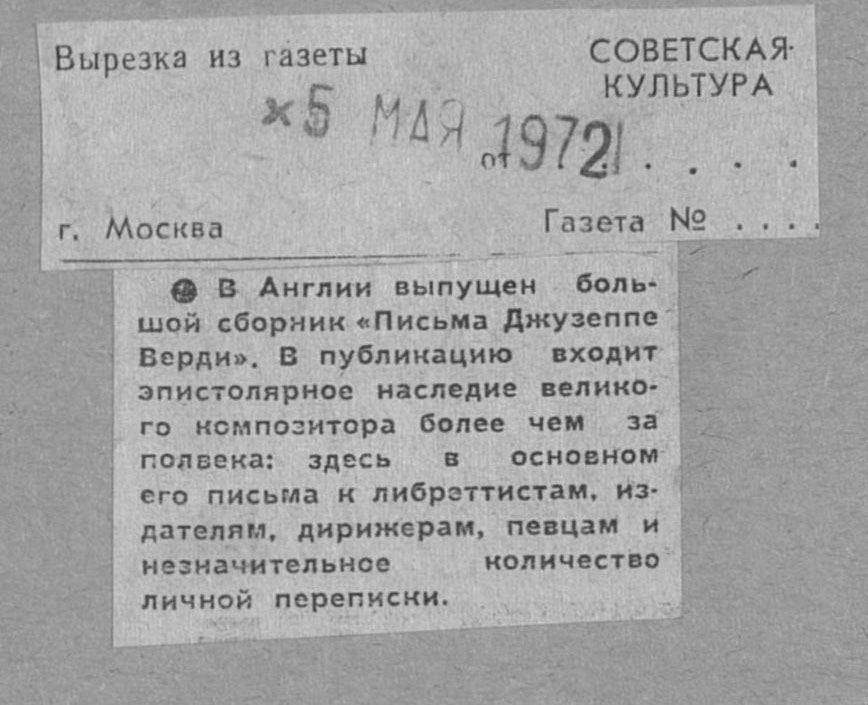 Вырезка из газеты
СОВЕТСКАЯ
КУЛЬТУРА
×5 МАЯ 1972
от . . . .
г. Москва
Газета № . . . .
В Англии выпущен боль-
шой сборник «Письма Джузеппе
Верди». В публикацию входит
эпистолярное наследие велико-
го композитора более чем за
полвека: здесь в основном
его письма к либреттистам, из-
дателям, дирижерам, певцам и
незначительное количество
личной переписки.